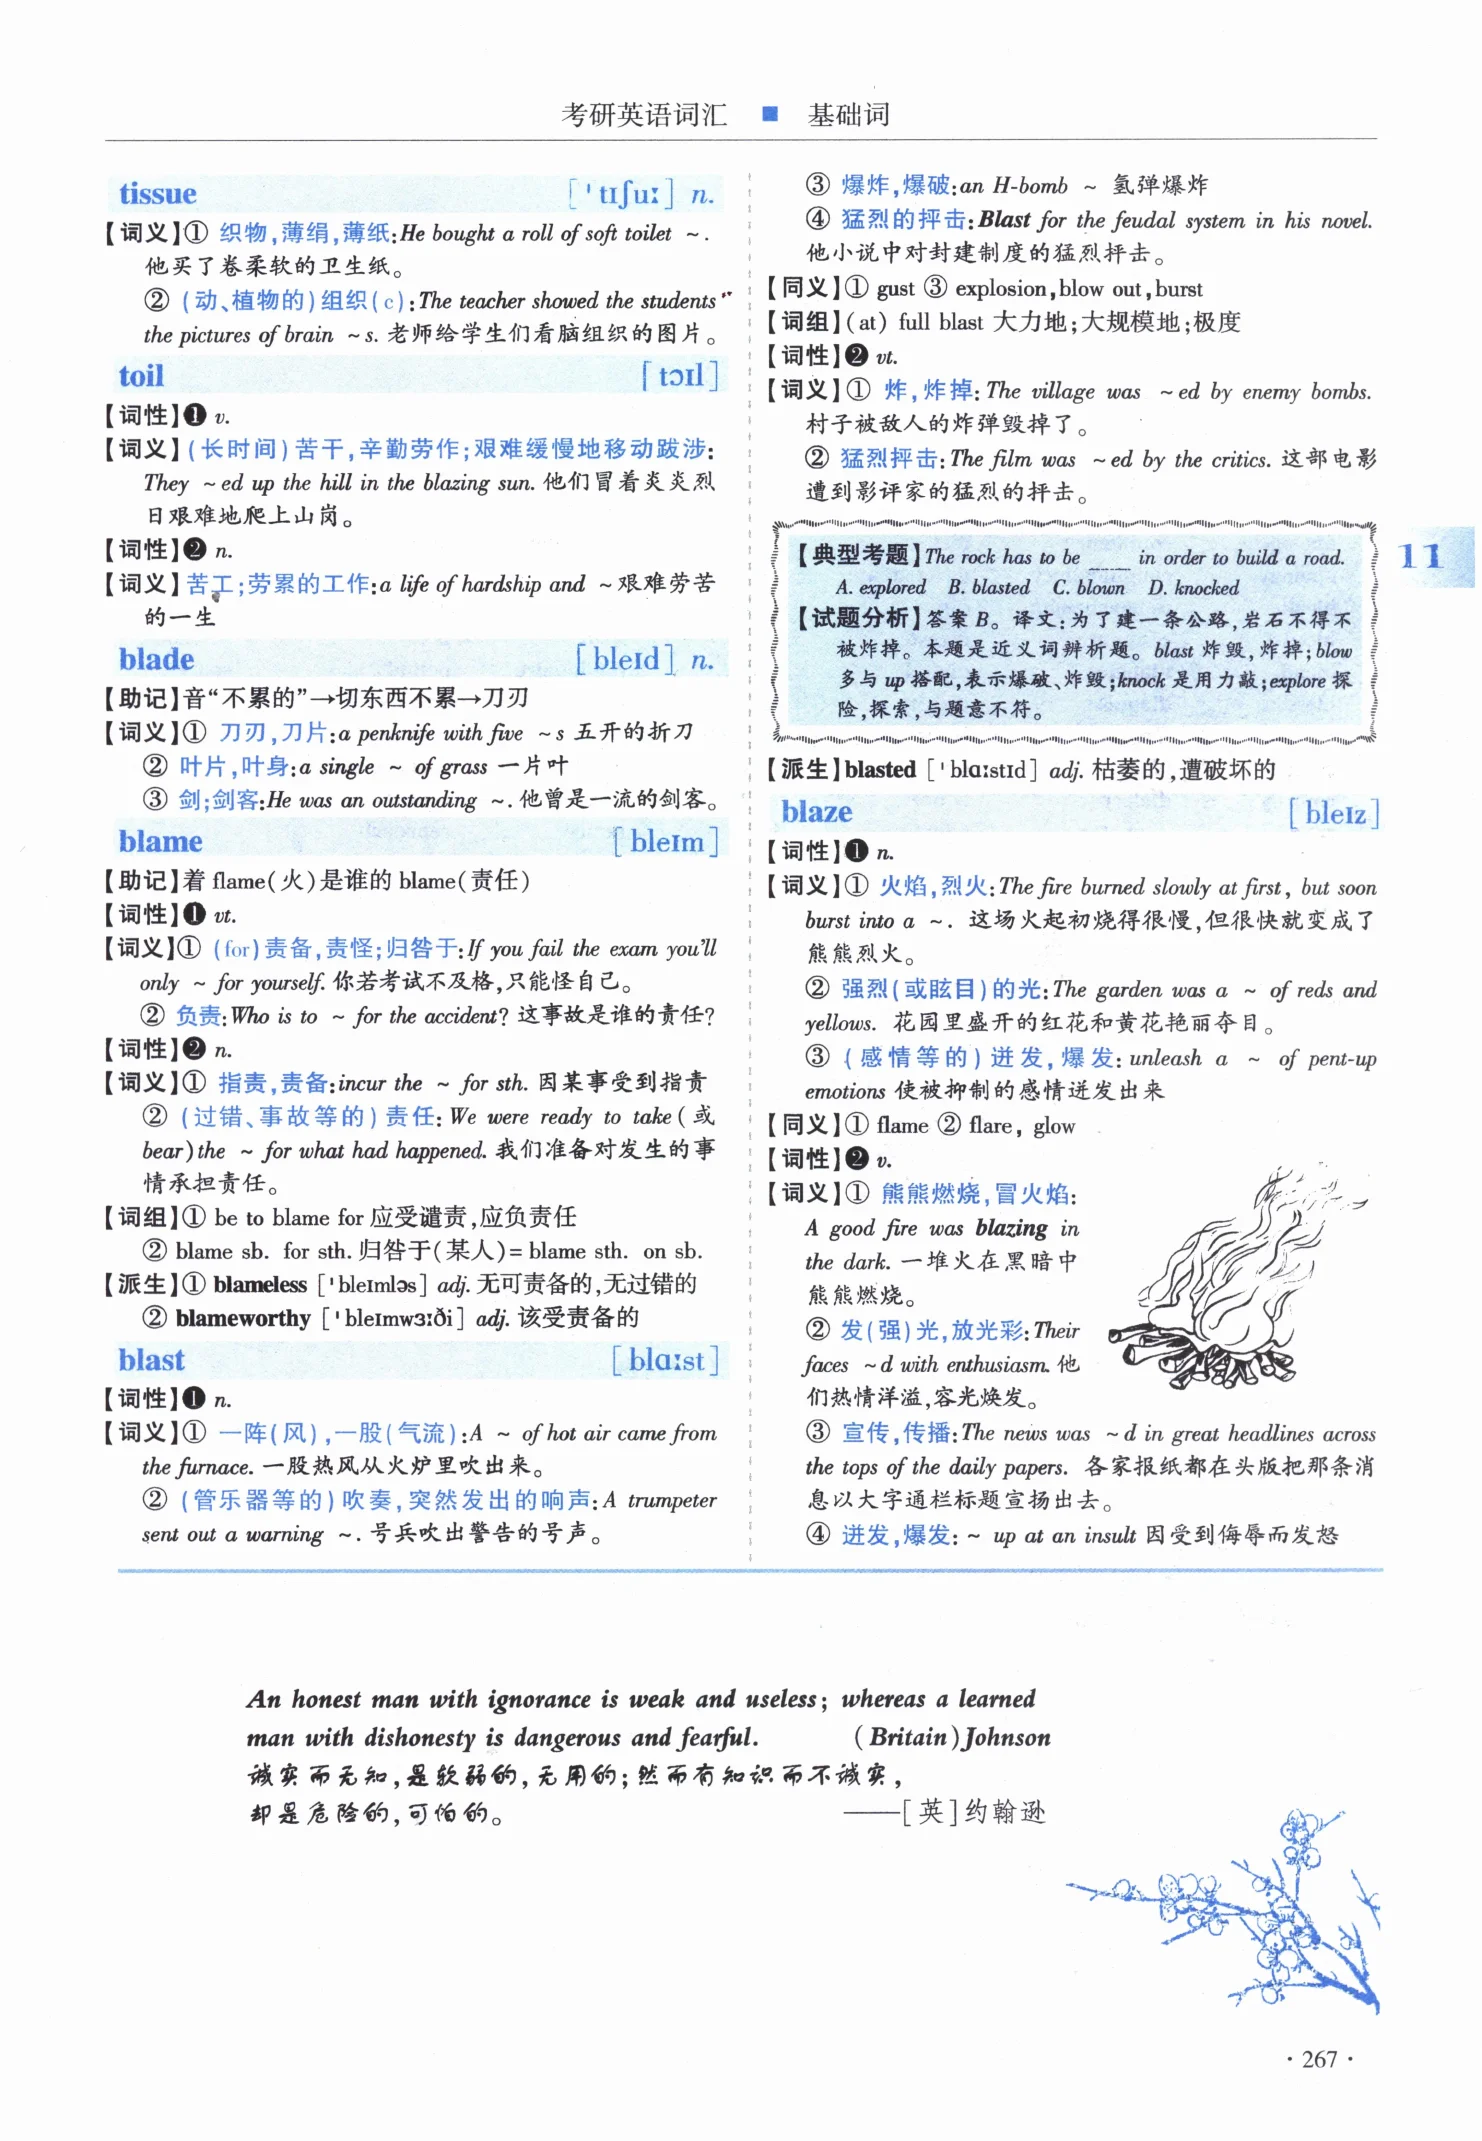 考研英语词汇 ■ 基础词
tissue [ˈtɪʃuː] n.
【词义】① 织物,薄绢,薄纸:He bought a roll of soft toilet ~.
他买了卷柔软的卫生纸。
② (动、植物的)组织(c):The teacher showed the students
the pictures of brain ~s. 老师给学生们看脑组织的图片。
toil [tɔɪl]
【词性】❶ v.
【词义】(长时间)苦干,辛勤劳作;艰难缓慢地移动跋涉:
They ~ed up the hill in the blazing sun. 他们冒着炎炎烈
日艰难地爬上山岗。
【词性】❷ n.
【词义】苦工;劳累的工作:a life of hardship and ~艰难劳苦
的一生
blade [bleɪd] n.
【助记】音“不累的”→切东西不累→刀刃
【词义】① 刀刃,刀片:a penknife with five ~s 五开的折刀
② 叶片,叶身:a single ~ of grass 一片叶
③ 剑;剑客:He was an outstanding ~. 他曾是一流的剑客。
blame [bleɪm]
【助记】着 flame(火)是谁的 blame(责任)
【词性】❶ vt.
【词义】① (for)责备,责怪;归咎于:If you fail the exam you'll
only ~ for yourself. 你若考试不及格,只能怪自己。
② 负责:Who is to ~ for the accident? 这事故是谁的责任?
【词性】❷ n.
【词义】① 指责,责备:incur the ~ for sth. 因某事受到指责
② (过错、事故等的)责任: We were ready to take(或
bear)the ~ for what had happened. 我们准备对发生的事
情承担责任。
【词组】① be to blame for 应受谴责,应负责任
② blame sb. for sth. 归咎于(某人)= blame sth. on sb.
【派生】① blameless [ˈbleɪmləs] adj. 无可责备的,无过错的
② blameworthy [ˈbleɪmwɜːði] adj. 该受责备的
blast [blɑːst]
【词性】❶ n.
【词义】① 一阵(风),一股(气流):A ~ of hot air came from
the furnace. 一股热风从火炉里吹出来。
② (管乐器等的)吹奏,突然发出的响声:A trumpeter
sent out a warning ~. 号兵吹出警告的号声。
③ 爆炸,爆破:an H-bomb ~ 氢弹爆炸
④ 猛烈的抨击:Blast for the feudal system in his novel.
他小说中对封建制度的猛烈抨击。
【同义】① gust ③ explosion,blow out,burst
【词组】(at) full blast 大力地;大规模地;极度
【词性】❷ vt.
【词义】① 炸,炸掉: The village was ~ed by enemy bombs.
村子被敌人的炸弹毁掉了。
② 猛烈抨击: The film was ~ed by the critics. 这部电影
遭到影评家的猛烈的抨击。
【典型考题】The rock has to be ____ in order to build a road.
A. explored B. blasted C. blown D. knocked
【试题分析】答案 B。译文:为了建一条公路,岩石不得不
被炸掉。本题是近义词辨析题。blast 炸毁,炸掉;blow
多与 up 搭配,表示爆破、炸毁;knock 是用力敲;explore 探
险,探索,与题意不符。
【派生】blasted [ˈblɑːstɪd] adj. 枯萎的,遭破坏的
blaze [bleɪz]
【词性】❶ n.
【词义】① 火焰,烈火:The fire burned slowly at first, but soon
burst into a ~. 这场火起初烧得很慢,但很快就变成了
熊熊烈火。
② 强烈(或眩目)的光:The garden was a ~ of reds and
yellows. 花园里盛开的红花和黄花艳丽夺目。
③ (感情等的)迸发,爆发: unleash a ~ of pent-up
emotions 使被抑制的感情迸发出来
【同义】① flame ② flare, glow
【词性】❷ v.
【词义】① 熊熊燃烧,冒火焰:
A good fire was blazing in
the dark. 一堆火在黑暗中
熊熊燃烧。
② 发(强)光,放光彩:Their
faces ~d with enthusiasm. 他
们热情洋溢,容光焕发。
③ 宣传,传播:The news was ~d in great headlines across
the tops of the daily papers. 各家报纸都在头版把那条消
息以大字通栏标题宣扬出去。
④ 迸发,爆发: ~ up at an insult 因受到侮辱而发怒
11
An honest man with ignorance is weak and useless; whereas a learned
man with dishonesty is dangerous and fearful. (Britain)Johnson
诚实而无知,是软弱的,无用的;然而有知识而不诚实,
却是危险的,可怕的。 ——[英]约翰逊
·267·